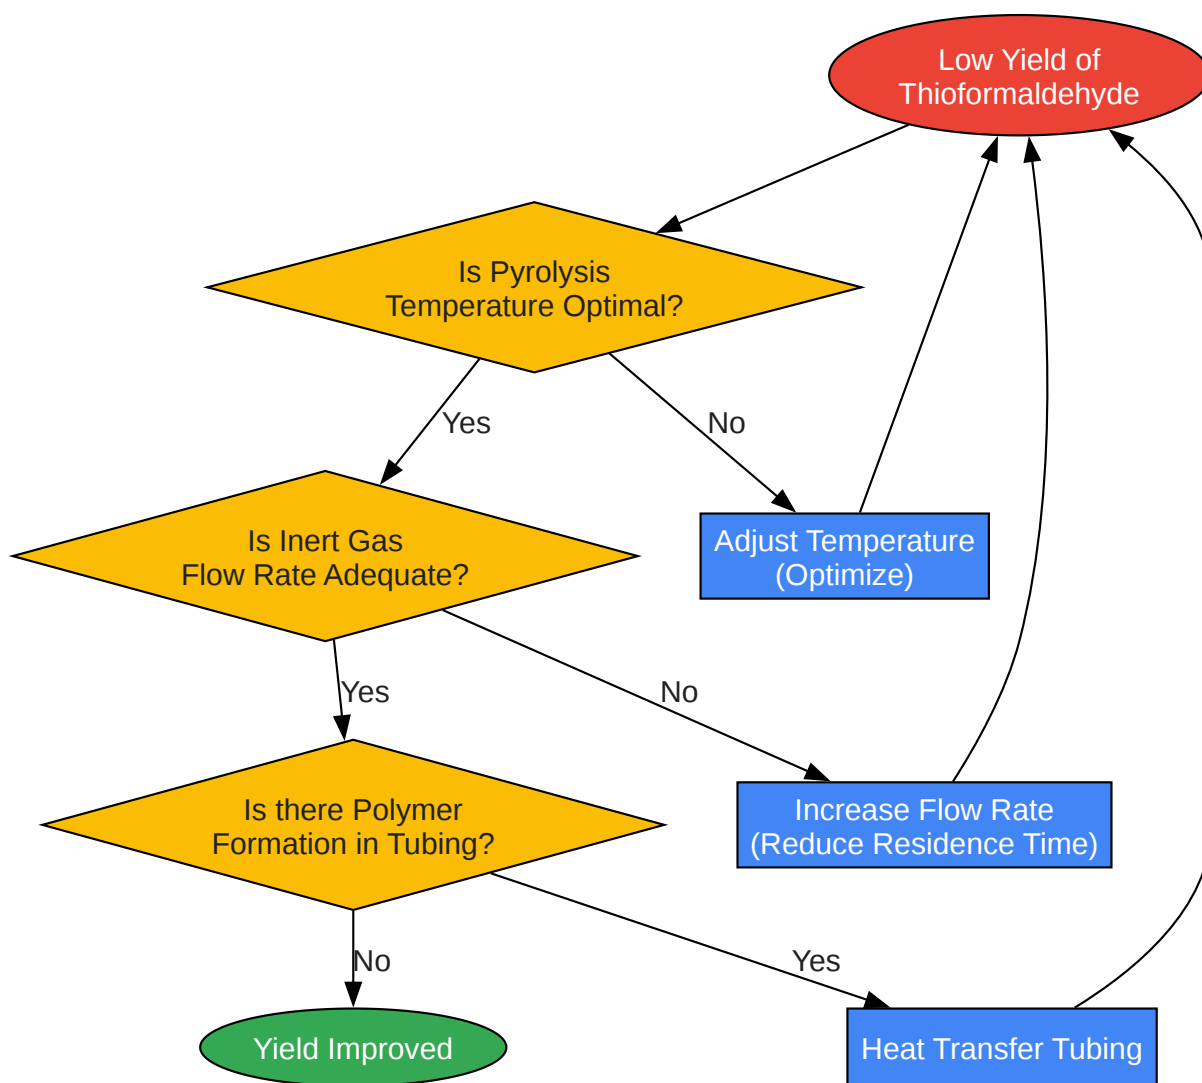 Low Yield of
Thioformaldehyde
Is Pyrolysis
Temperature Optimal?
Yes
No
Is Inert Gas
Flow Rate Adequate?
Adjust Temperature
(Optimize)
Yes
No
Is there Polymer
Formation in Tubing?
Increase Flow Rate
(Reduce Residence Time)
No
Yes
Yield Improved
Heat Transfer Tubing